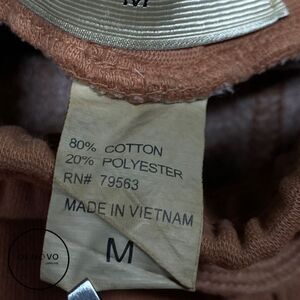 M
80% COTTON
20% POLYESTER
RN# 79563
MADE IN VIETNAM
M